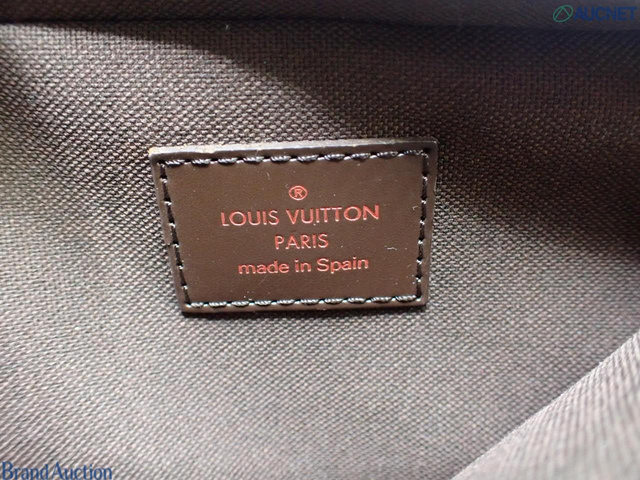 AUCNET
®
LOUIS VUITTON
PARIS
made in Spain
Brand Auction